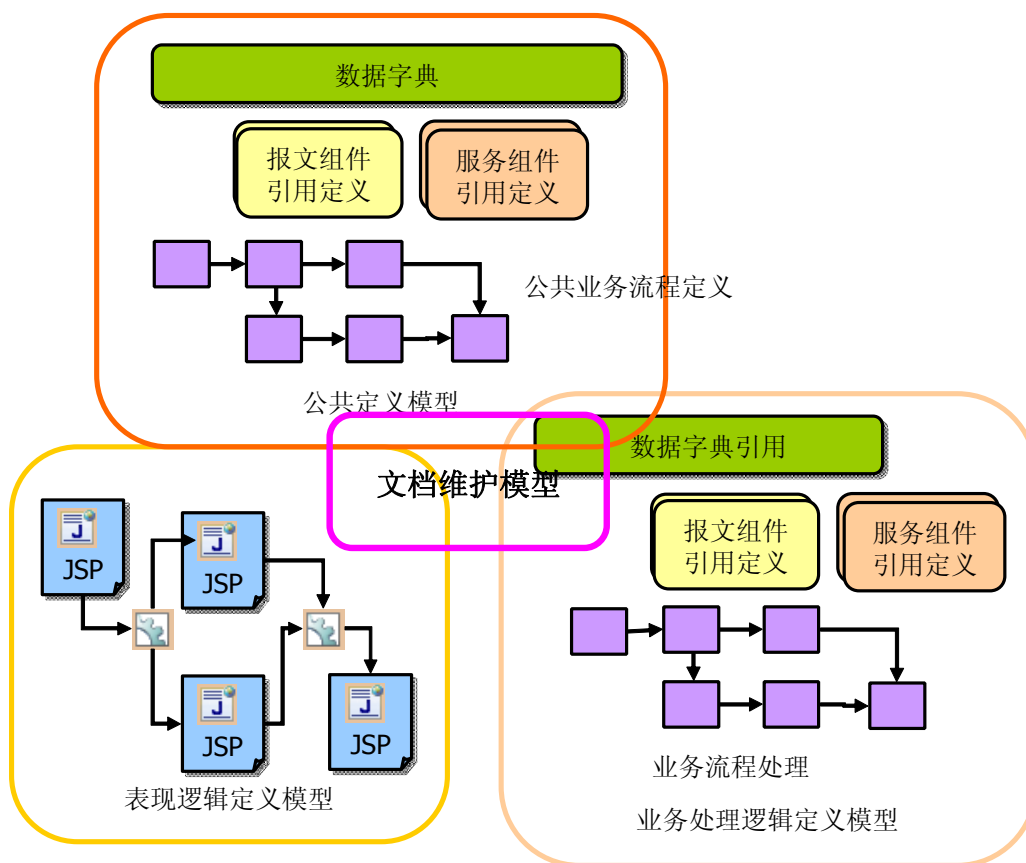 数据字典
报文组件
引用定义
服务组件
引用定义
公共业务流程定义
公共定义模型
文档维护模型
JSP
JSP
JSP
JSP
表现逻辑定义模型
数据字典引用
报文组件
引用定义
服务组件
引用定义
业务流程处理
业务处理逻辑定义模型